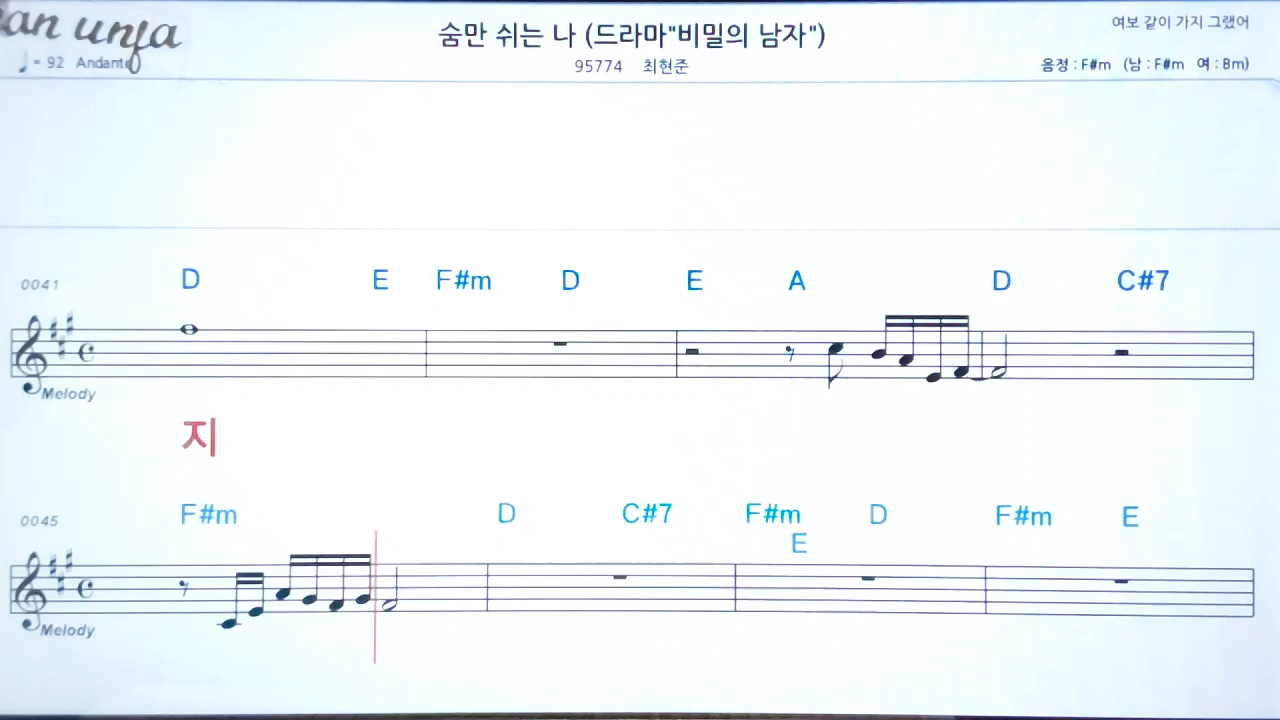 an unfa
숨만 쉬는 나 (드라마"비밀의 남자")
여보 같이 가지 그랬어
♩ = 92 Andante
95774 최현준
음정 : F#m (남 : F#m 여 : Bm)
0041 D E F#m D E A D C#7
Melody
지
0045 F#m D C#7 F#m D F#m E
E
Melody